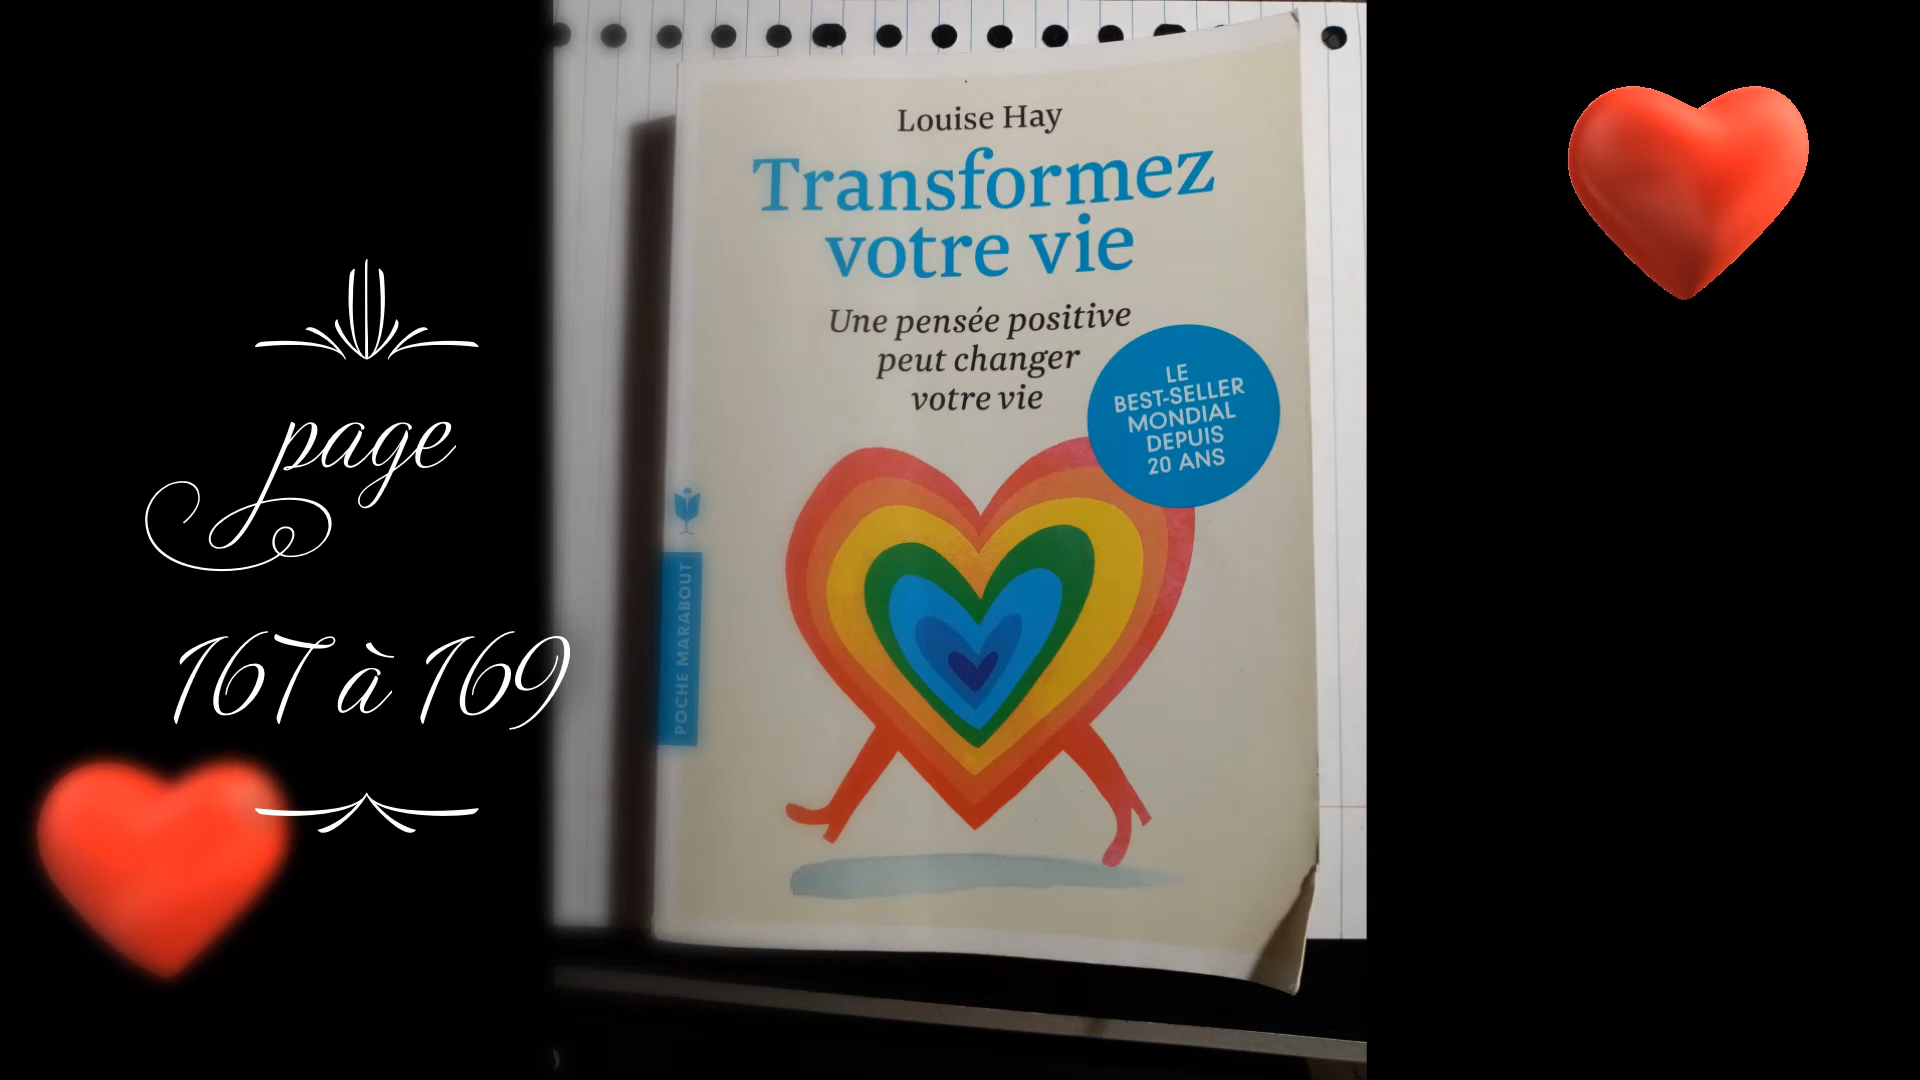 page
167 à 169
Louise Hay
Transformez
votre vie
Une pensée positive
peut changer
votre vie
LE
BEST-SELLER
MONDIAL
DEPUIS
20 ANS
POCHE MARABOUT